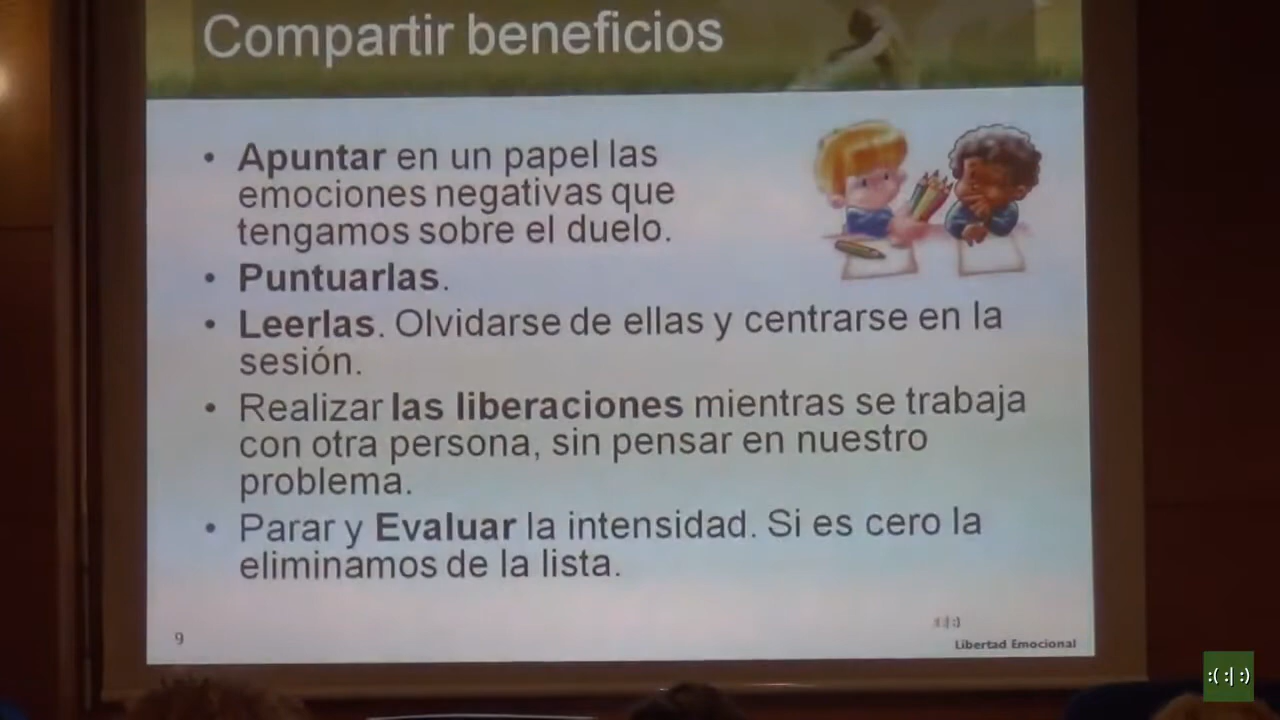 Compartir beneficios
• Apuntar en un papel las
emociones negativas que
tengamos sobre el duelo.
• Puntuarlas.
• Leerlas. Olvidarse de ellas y centrarse en la
sesión.
• Realizar las liberaciones mientras se trabaja
con otra persona, sin pensar en nuestro
problema.
• Parar y Evaluar la intensidad. Si es cero la
eliminamos de la lista.
9
Libertad Emocional
:( :| :)